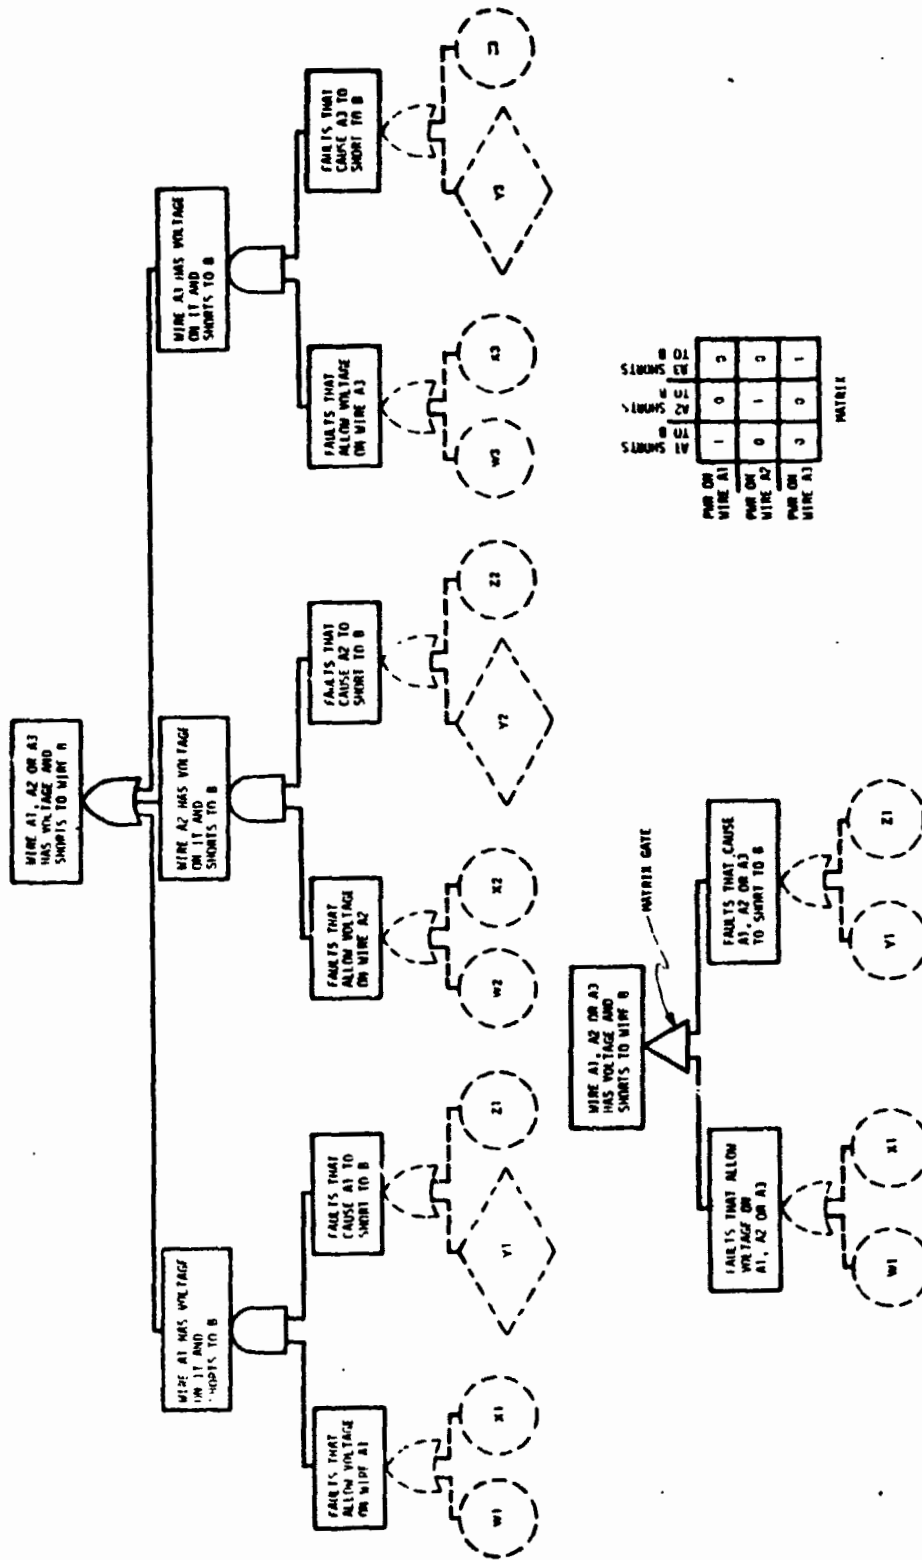 WIRE A1, A2 OR A3
HAS VOLTAGE AND
SHORTS TO WIRE B
WIRE A1 HAS VOLTAGE
ON IT AND
SHORTS TO B
WIRE A2 HAS VOLTAGE
ON IT AND
SHORTS TO B
WIRE A3 HAS VOLTAGE
ON IT AND
SHORTS TO B
FAULTS THAT
ALLOW VOLTAGE
ON WIRE A1
FAULTS THAT
CAUSE A1 TO
SHORT TO B
FAULTS THAT
ALLOW VOLTAGE
ON WIRE A2
FAULTS THAT
CAUSE A2 TO
SHORT TO B
FAULTS THAT
ALLOW VOLTAGE
ON WIRE A3
FAULTS THAT
CAUSE A3 TO
SHORT TO B
W1
X1
Y1
Z1
W2
X2
Y2
Z2
W3
X3
Y3
WIRE A1, A2 OR A3
HAS VOLTAGE AND
SHORTS TO WIRE B
MATRIX GATE
FAULTS THAT ALLOW
VOLTAGE ON
A1, A2 OR A3
FAULTS THAT CAUSE
A1, A2 OR A3
TO SHORT TO B
W1
X1
Y1
Z1
A1 SHORTS
TO B
A2 SHORTS
TO B
A3 SHORTS
TO B
PWR ON
WIRE A1
1
0
0
PWR ON
WIRE A2
0
1
0
PWR ON
WIRE A3
0
0
1
MATRIX